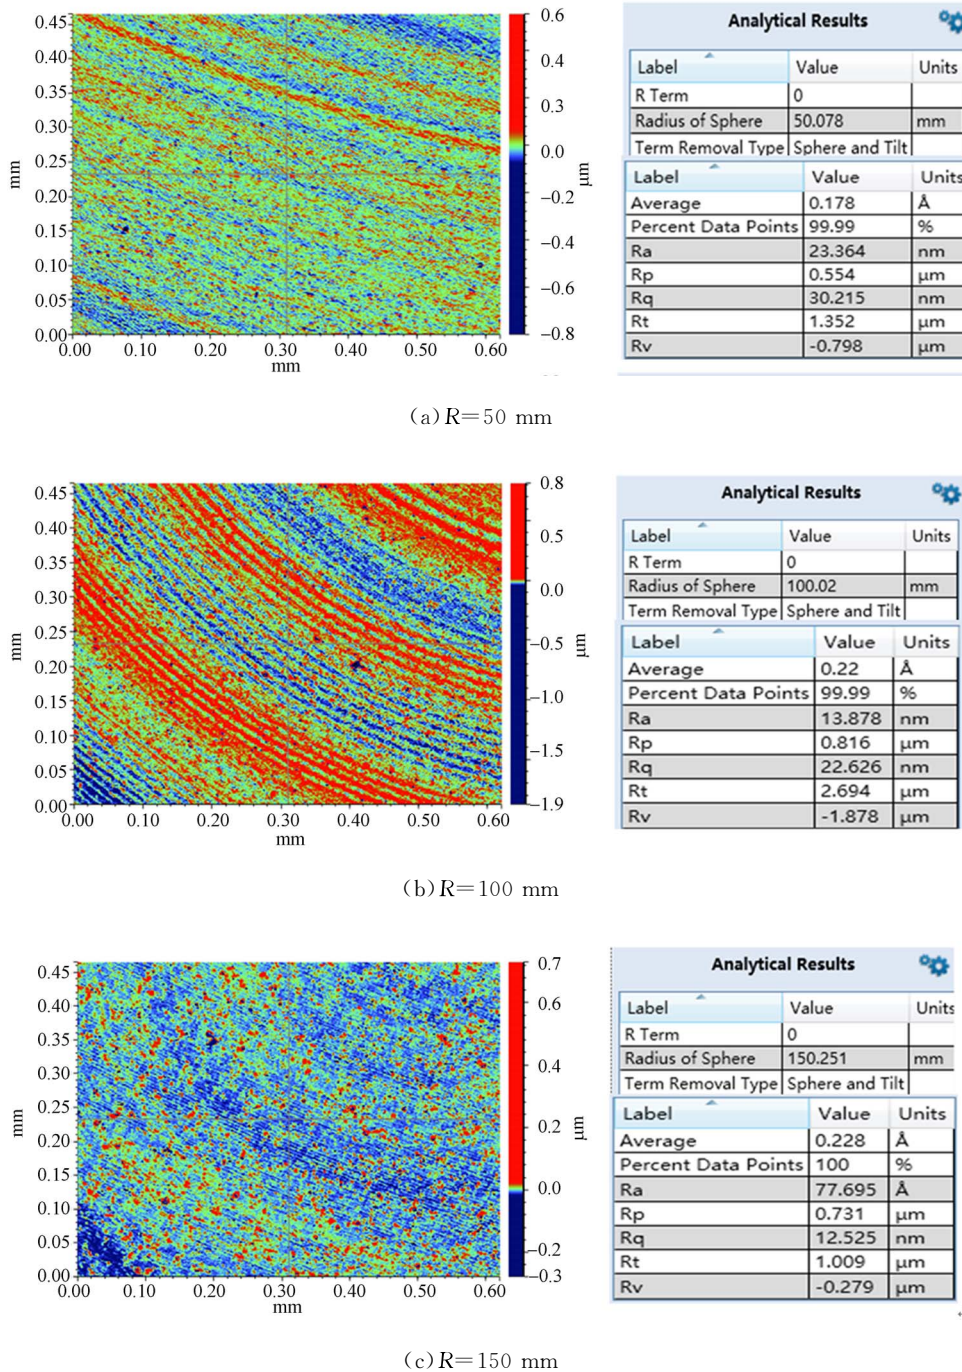 0.40
0.35
0.30
0.25
0.20
0.15
0.10
0.05
0.00
mm
0.00 0.10 0.20 0.30 0.40 0.50 0.60
mm
0.6
0.4
0.3
0.0
−0.2
−0.4
−0.6
−0.8
μm
Analytical Results
Label Value Units
R Term 0
Radius of Sphere 50.078 mm
Term Removal Type Sphere and Tilt
Label Value Units
Average 0.178 Å
Percent Data Points 99.99 %
Ra 23.364 nm
Rp 0.554 μm
Rq 30.215 nm
Rt 1.352 μm
Rv -0.798 μm
(a) R=50 mm
0.45
0.40
0.35
0.30
0.25
0.20
0.15
0.10
0.05
0.00
mm
0.00 0.10 0.20 0.30 0.40 0.50 0.60
mm
0.8
0.5
0.0
−0.5
−1.0
−1.5
−1.9
μm
Analytical Results
Label Value Units
R Term 0
Radius of Sphere 100.02 mm
Term Removal Type Sphere and Tilt
Label Value Units
Average 0.22 Å
Percent Data Points 99.99 %
Ra 13.878 nm
Rp 0.816 μm
Rq 22.626 nm
Rt 2.694 μm
Rv -1.878 μm
(b) R=100 mm
0.45
0.40
0.35
0.30
0.25
0.20
0.15
0.10
0.05
0.00
mm
0.00 0.10 0.20 0.30 0.40 0.50 0.60
mm
0.7
0.6
0.4
0.2
0.0
−0.2
−0.3
μm
Analytical Results
Label Value Units
R Term 0
Radius of Sphere 150.251 mm
Term Removal Type Sphere and Tilt
Label Value Units
Average 0.228 Å
Percent Data Points 100 %
Ra 77.695 Å
Rp 0.731 μm
Rq 12.525 nm
Rt 1.009 μm
Rv -0.279 μm
(c) R=150 mm